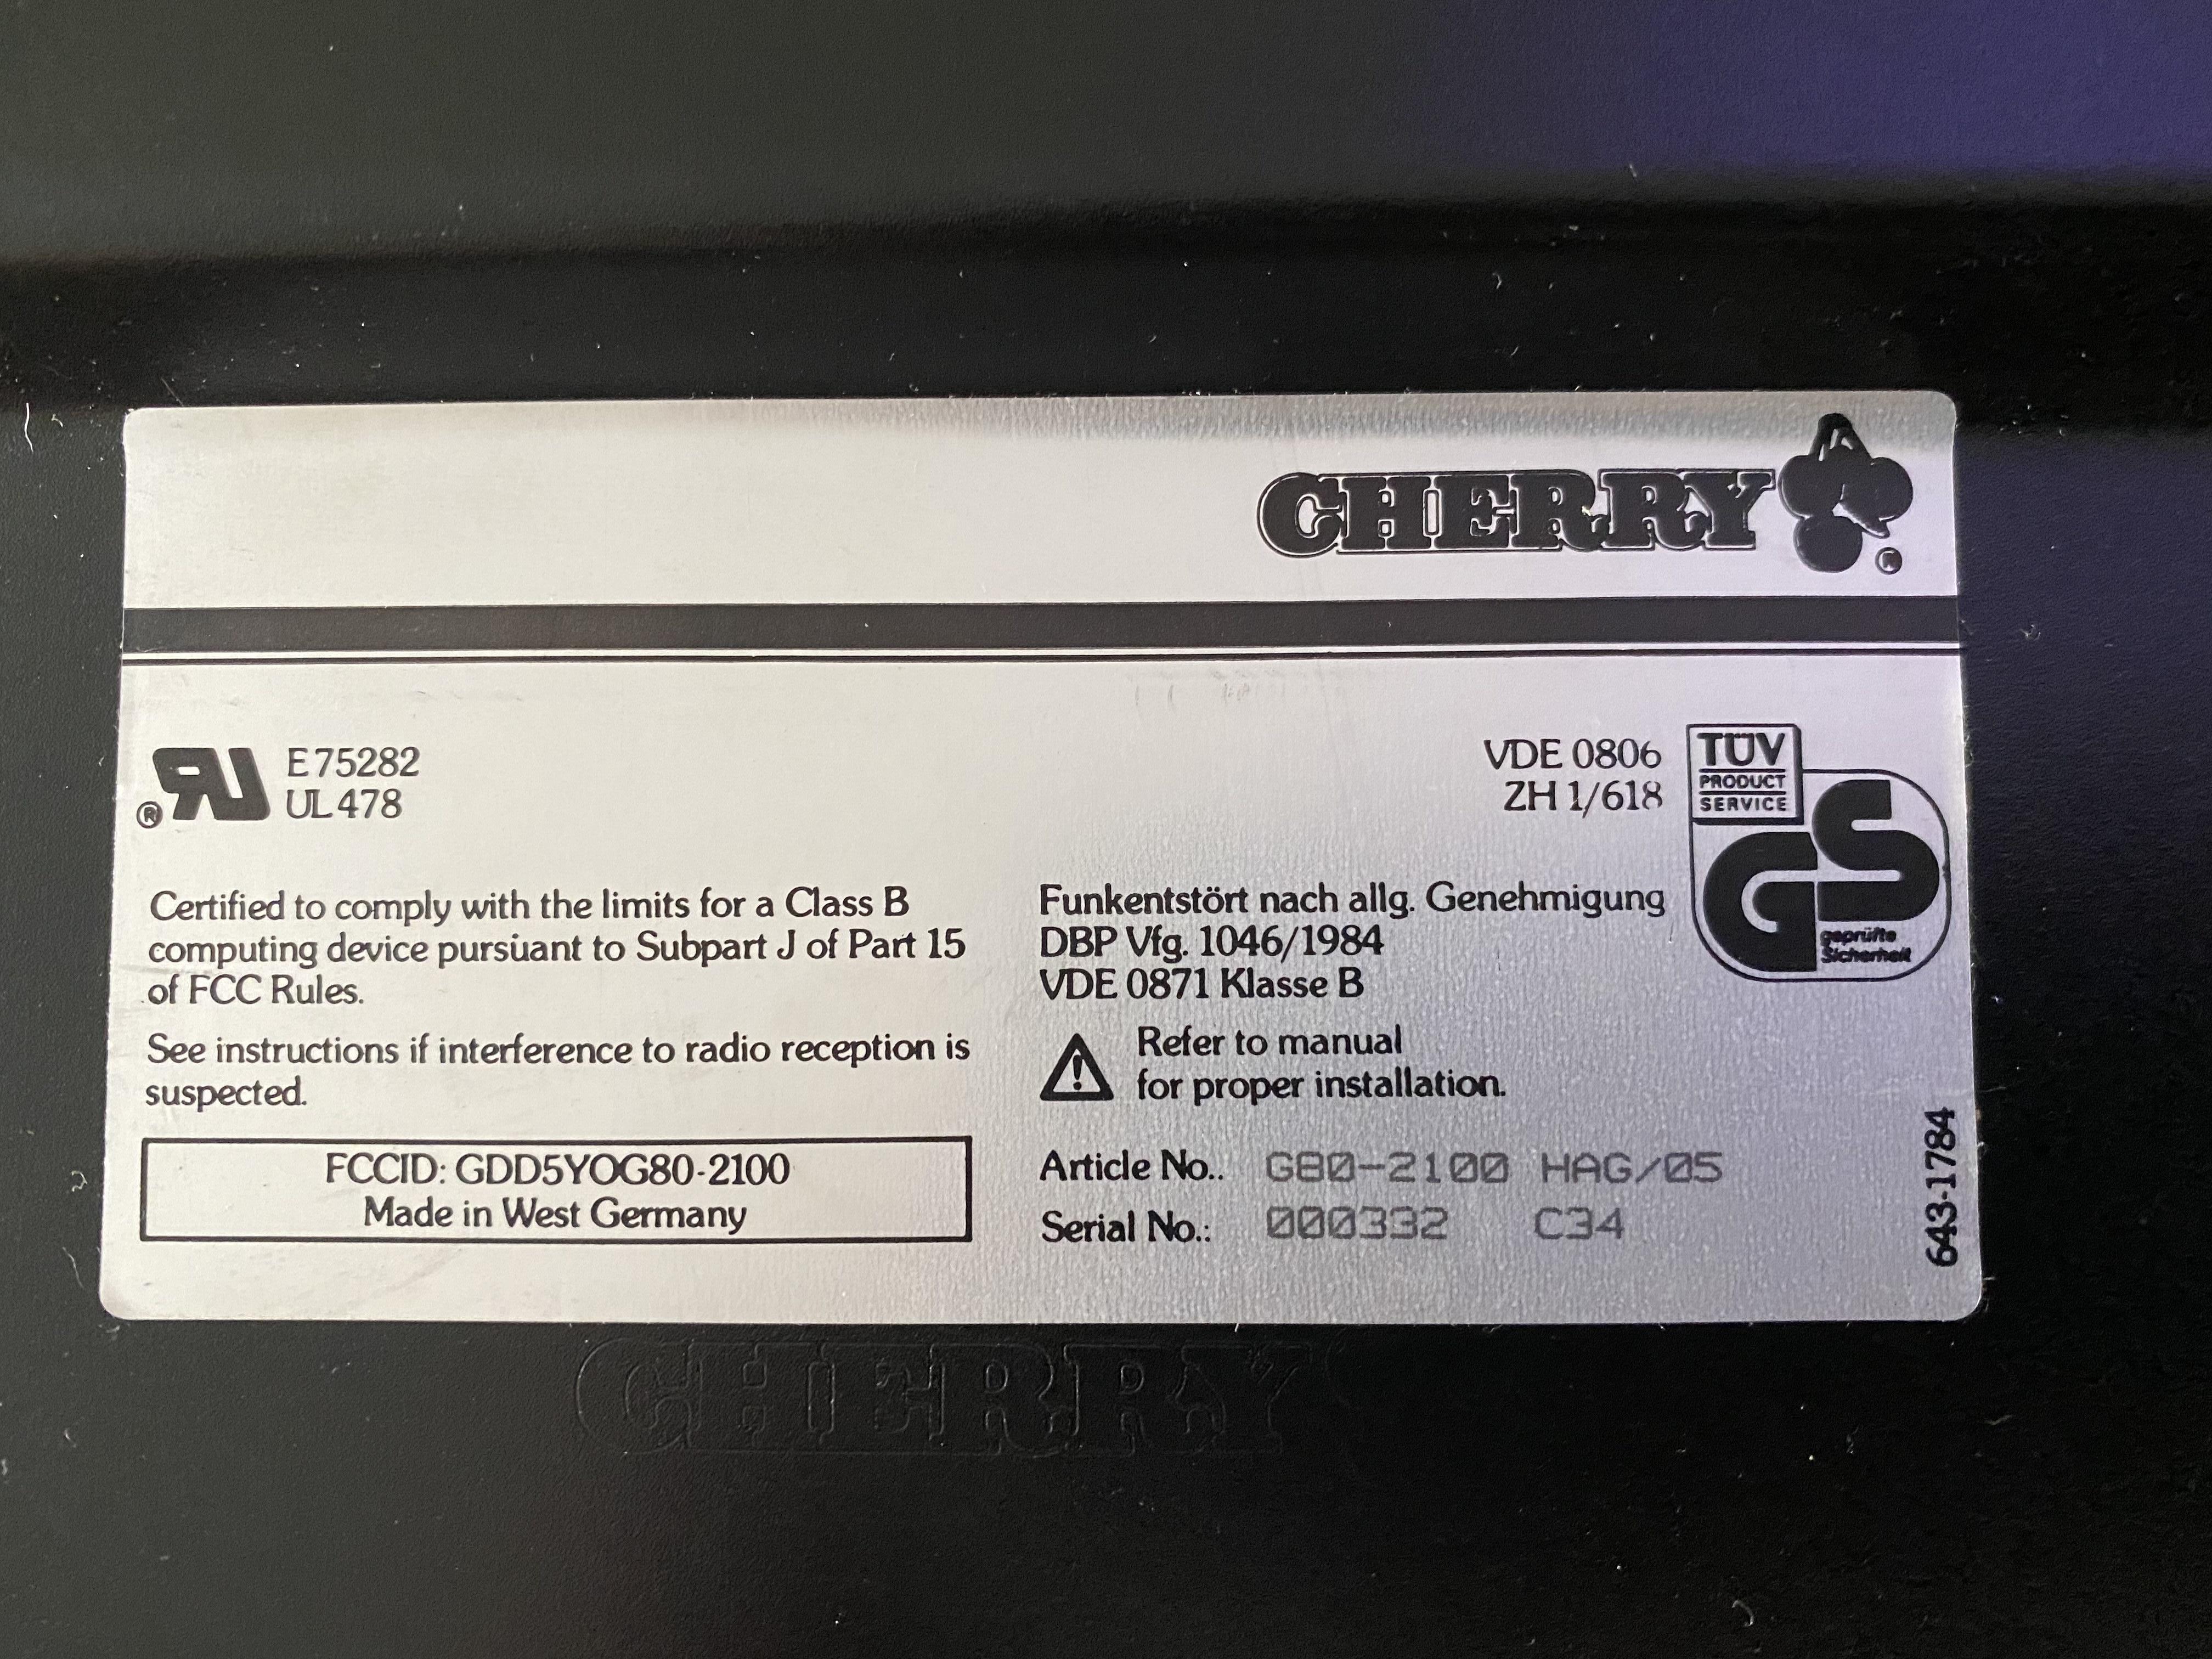 CHERRY
®
E75282
UL 478
®
VDE 0806
ZH 1/618
TÜV
PRODUCT
SERVICE
GS
geprüfte
Sicherheit
Certified to comply with the limits for a Class B
computing device pursuant to Subpart J of Part 15
of FCC Rules.
See instructions if interference to radio reception is
suspected.
FCCID: GDD5YOG80-2100
Made in West Germany
Funkentstört nach allg. Genehmigung
DBP Vfg. 1046/1984
VDE 0871 Klasse B
Refer to manual
for proper installation.
Article No.. G80-2100 HAG/05
Serial No.: 000332 C34
643-1784
CHERRY